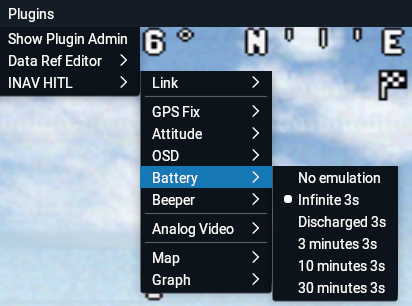 Plugins
Show Plugin Admin
Data Ref Editor
INAV HITL
6° N'I'E
Link
GPS Fix
Attitude
OSD
Battery
Beeper
Analog Video
Map
Graph
No emulation
Infinite 3s
Discharged 3s
3 minutes 3s
10 minutes 3s
30 minutes 3s